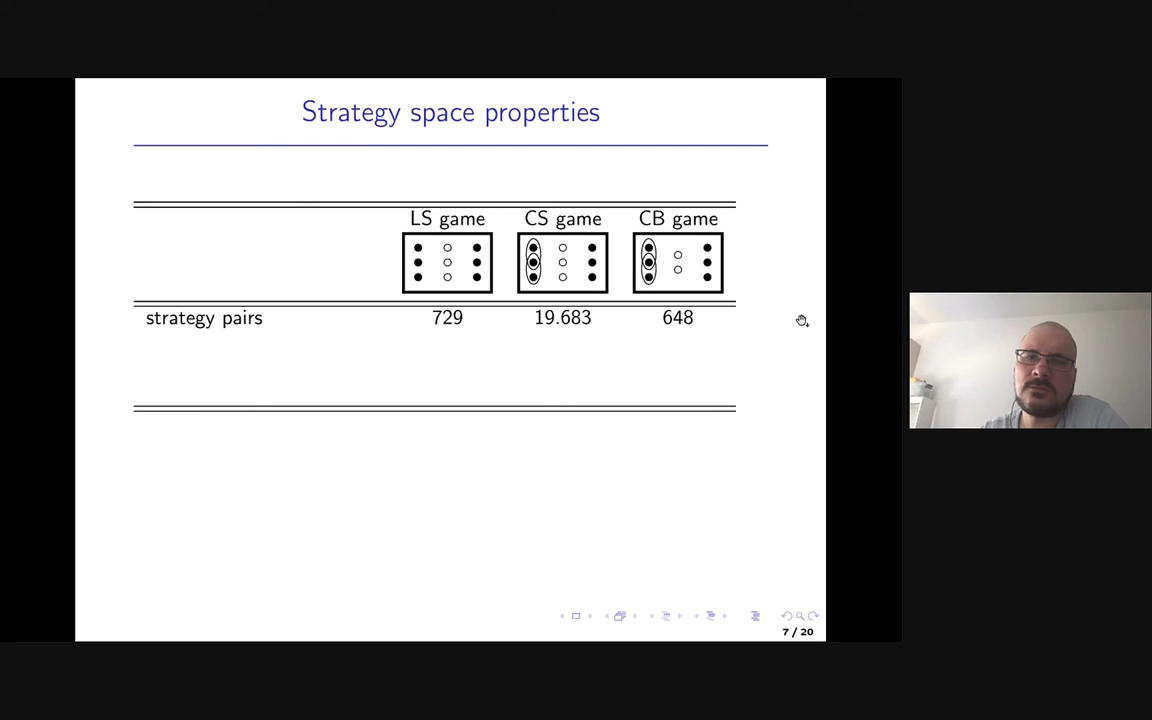 Strategy space properties
LS game CS game CB game
strategy pairs 729 19.683 648
7 / 20